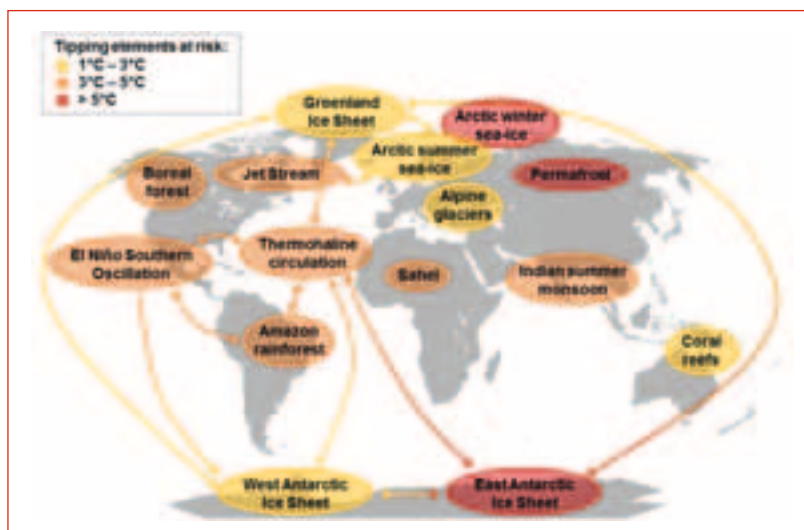 Tipping elements at risk:
1°C – 3°C
3°C – 5°C
> 5°C
Greenland
Ice Sheet
Arctic winter
sea-ice
Arctic summer
sea-ice
Boreal
forest
Jet Stream
Permafrost
Alpine
glaciers
El Niño Southern
Oscillation
Thermohaline
circulation
Sahel
Indian summer
monsoon
Amazon
rainforest
Coral
reefs
West Antarctic
Ice Sheet
East Antarctic
Ice Sheet